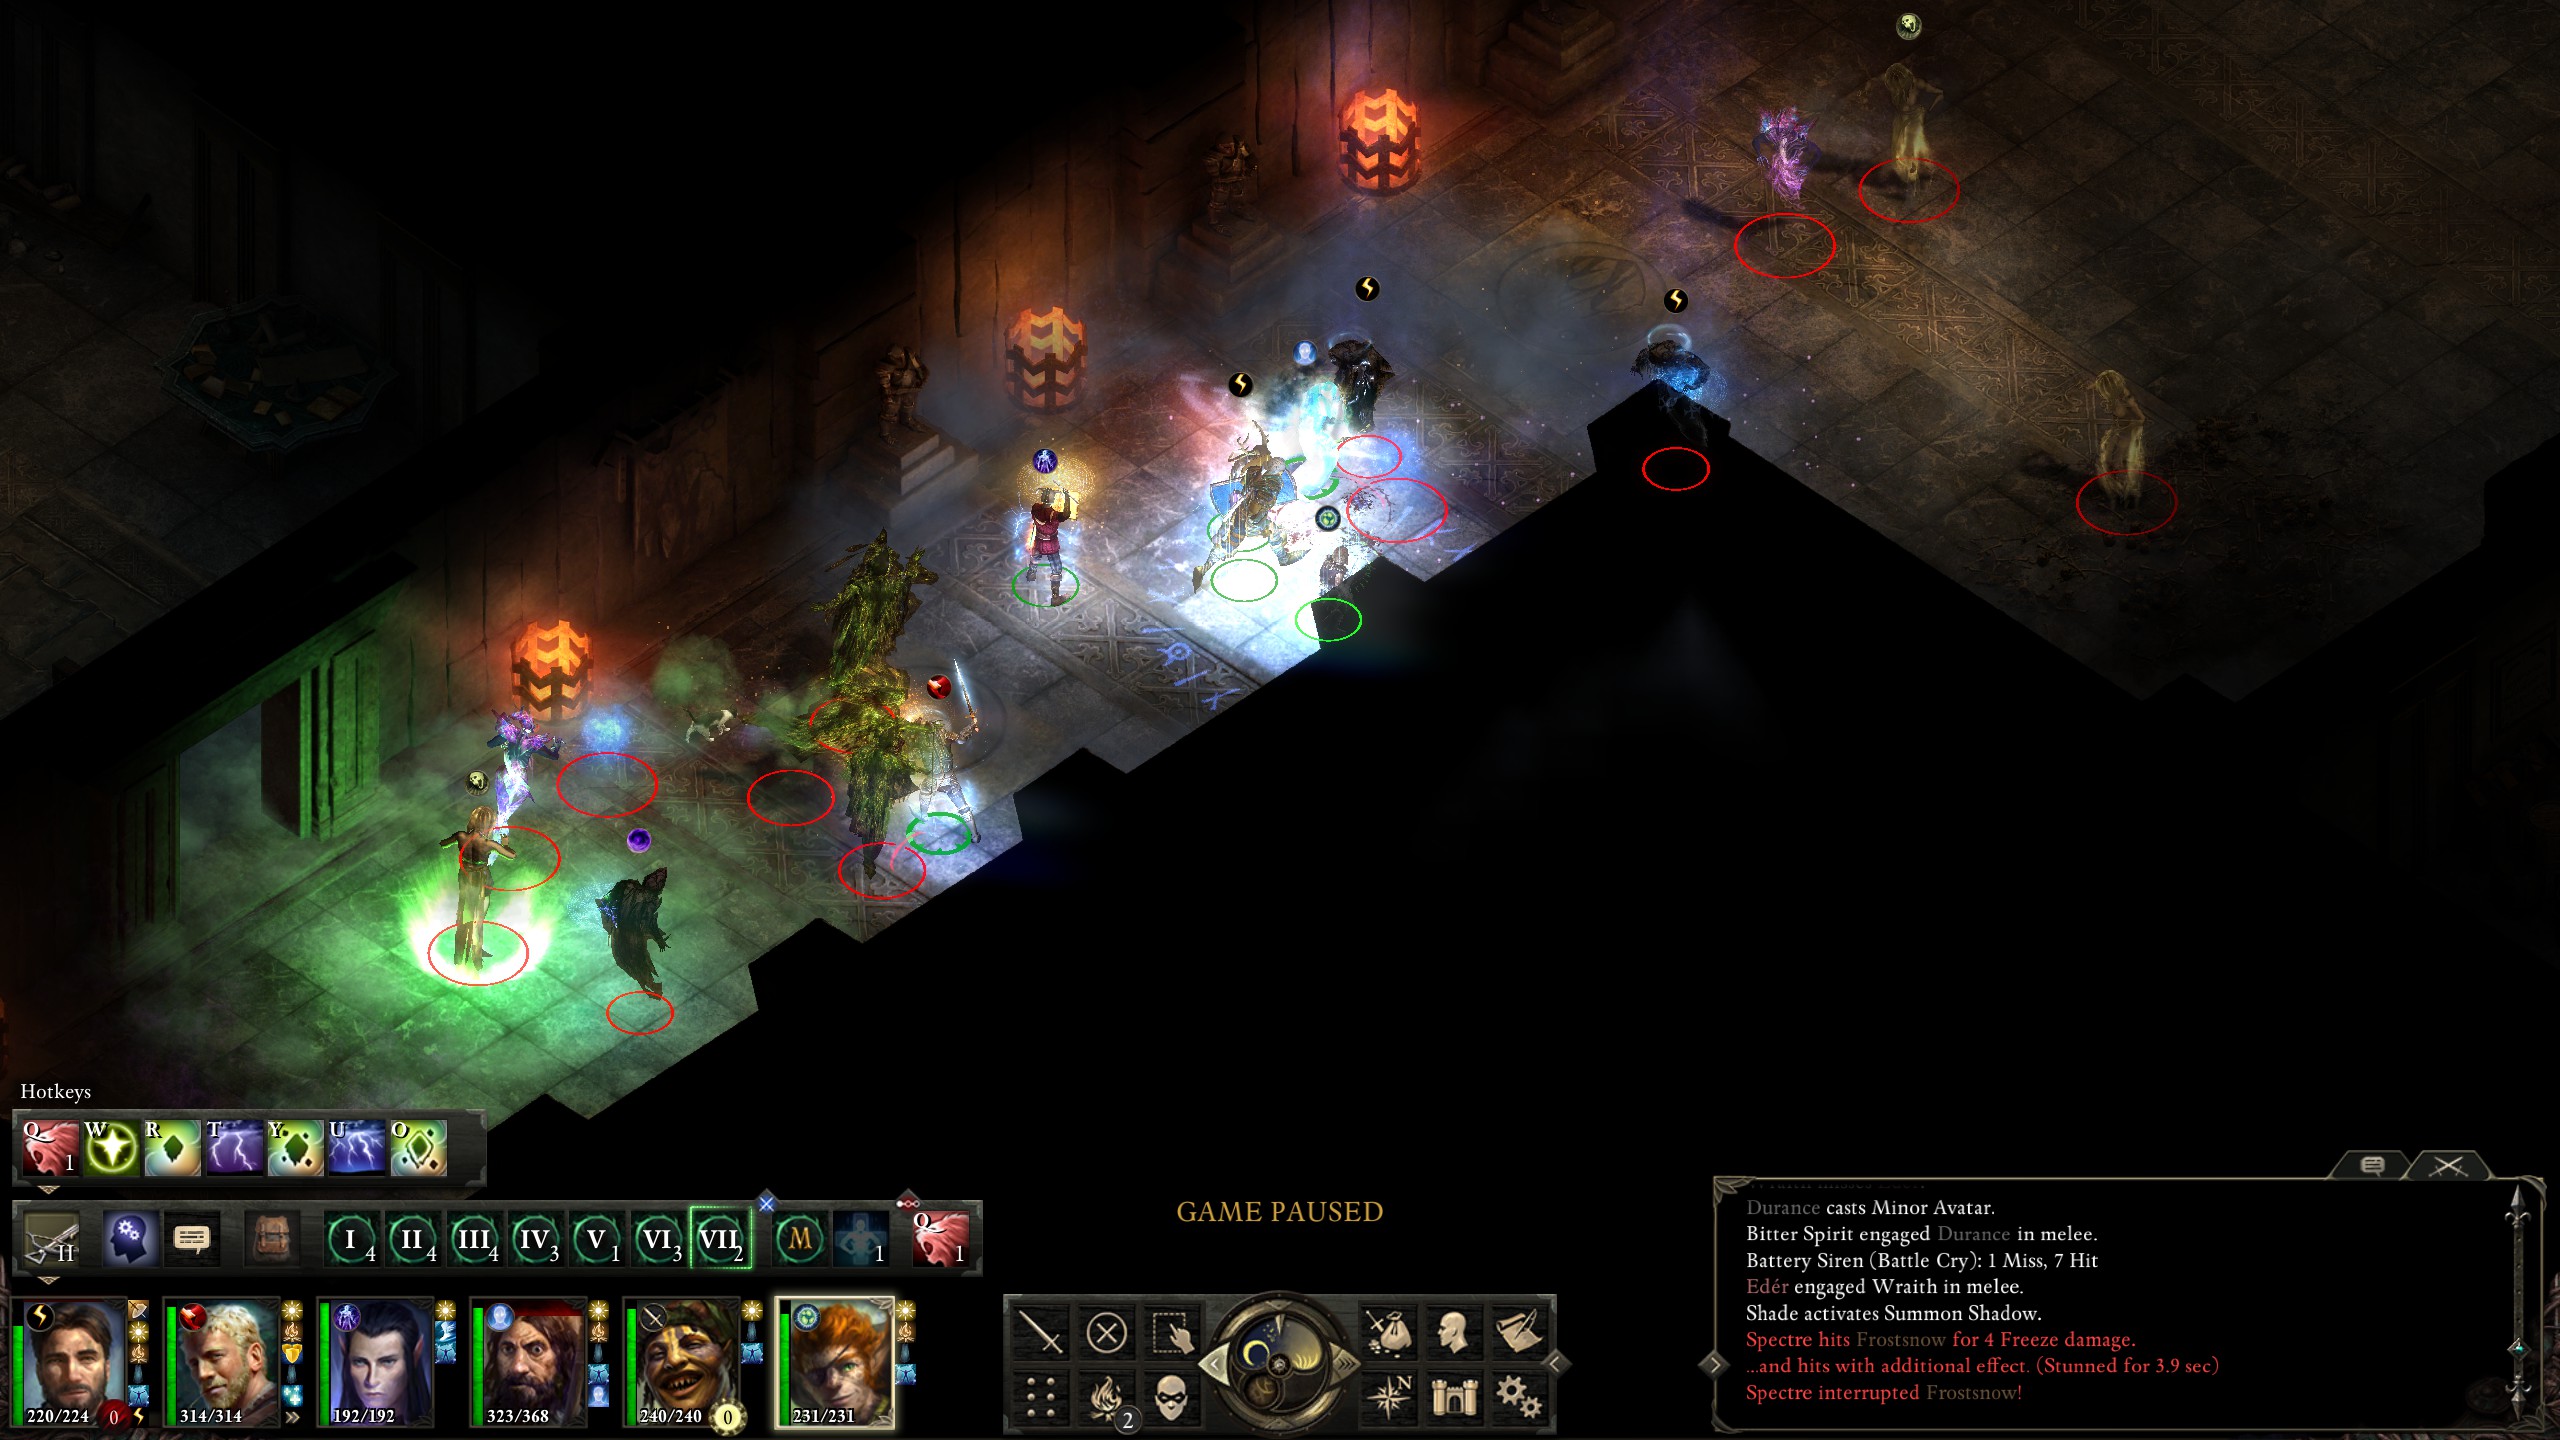 Hotkeys
Q W R T Y U O
1
II I 4 II 4 III 4 IV 3 V 1 VI 3 VII 2 M 1 Q 1
220/224 0 314/314 192/192 323/368 240/240 0 231/231
GAME PAUSED
N
2
Durance casts Minor Avatar.
Bitter Spirit engaged Durance in melee.
Battery Siren (Battle Cry): 1 Miss, 7 Hit
Edér engaged Wraith in melee.
Shade activates Summon Shadow.
Spectre hits Frostsnow for 4 Freeze damage.
...and hits with additional effect. (Stunned for 3.9 sec)
Spectre interrupted Frostsnow!